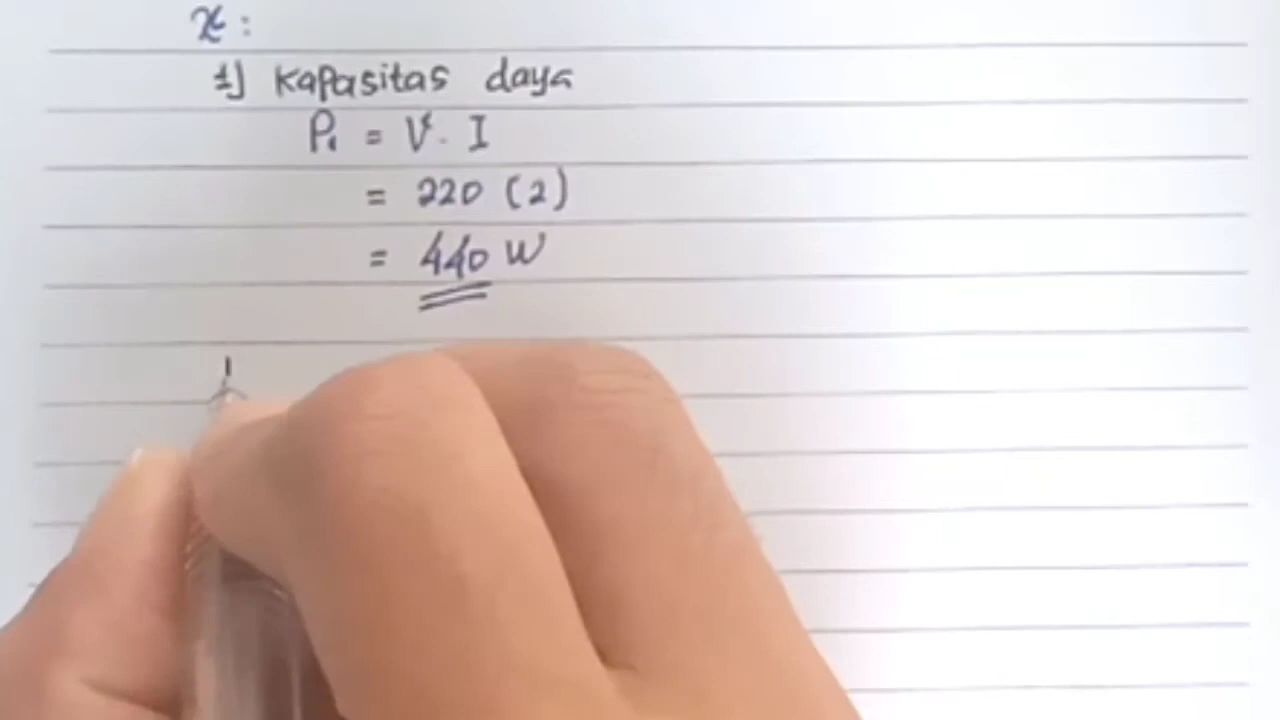 1) Kapasitas daya
P₁ = V . I
= 220 (2)
= 440 W